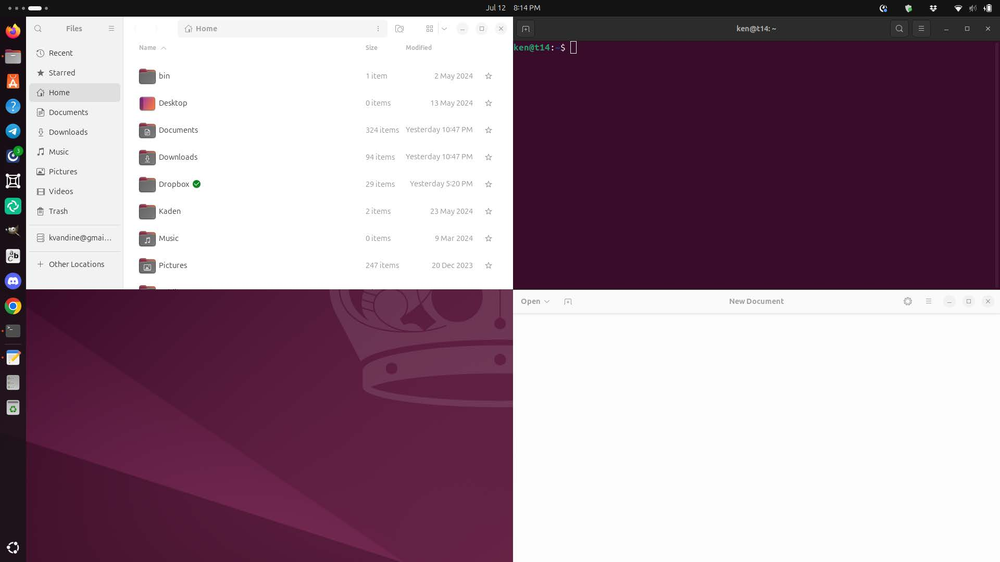 Jul 12 8:14 PM
Files
Home
Recent
Starred
Home
Documents
Downloads
Music
Pictures
Videos
Trash
kvandine@gmai...
Other Locations
Name Size Modified
bin 1 item 2 May 2024
Desktop 0 items 13 May 2024
Documents 324 items Yesterday 10:47 PM
Downloads 94 items Yesterday 10:47 PM
Dropbox 29 items Yesterday 5:20 PM
Kaden 2 items 23 May 2024
Music 0 items 9 Mar 2024
Pictures 247 items 20 Dec 2023
ken@t14: ~
ken@t14:~$
Open New Document
3